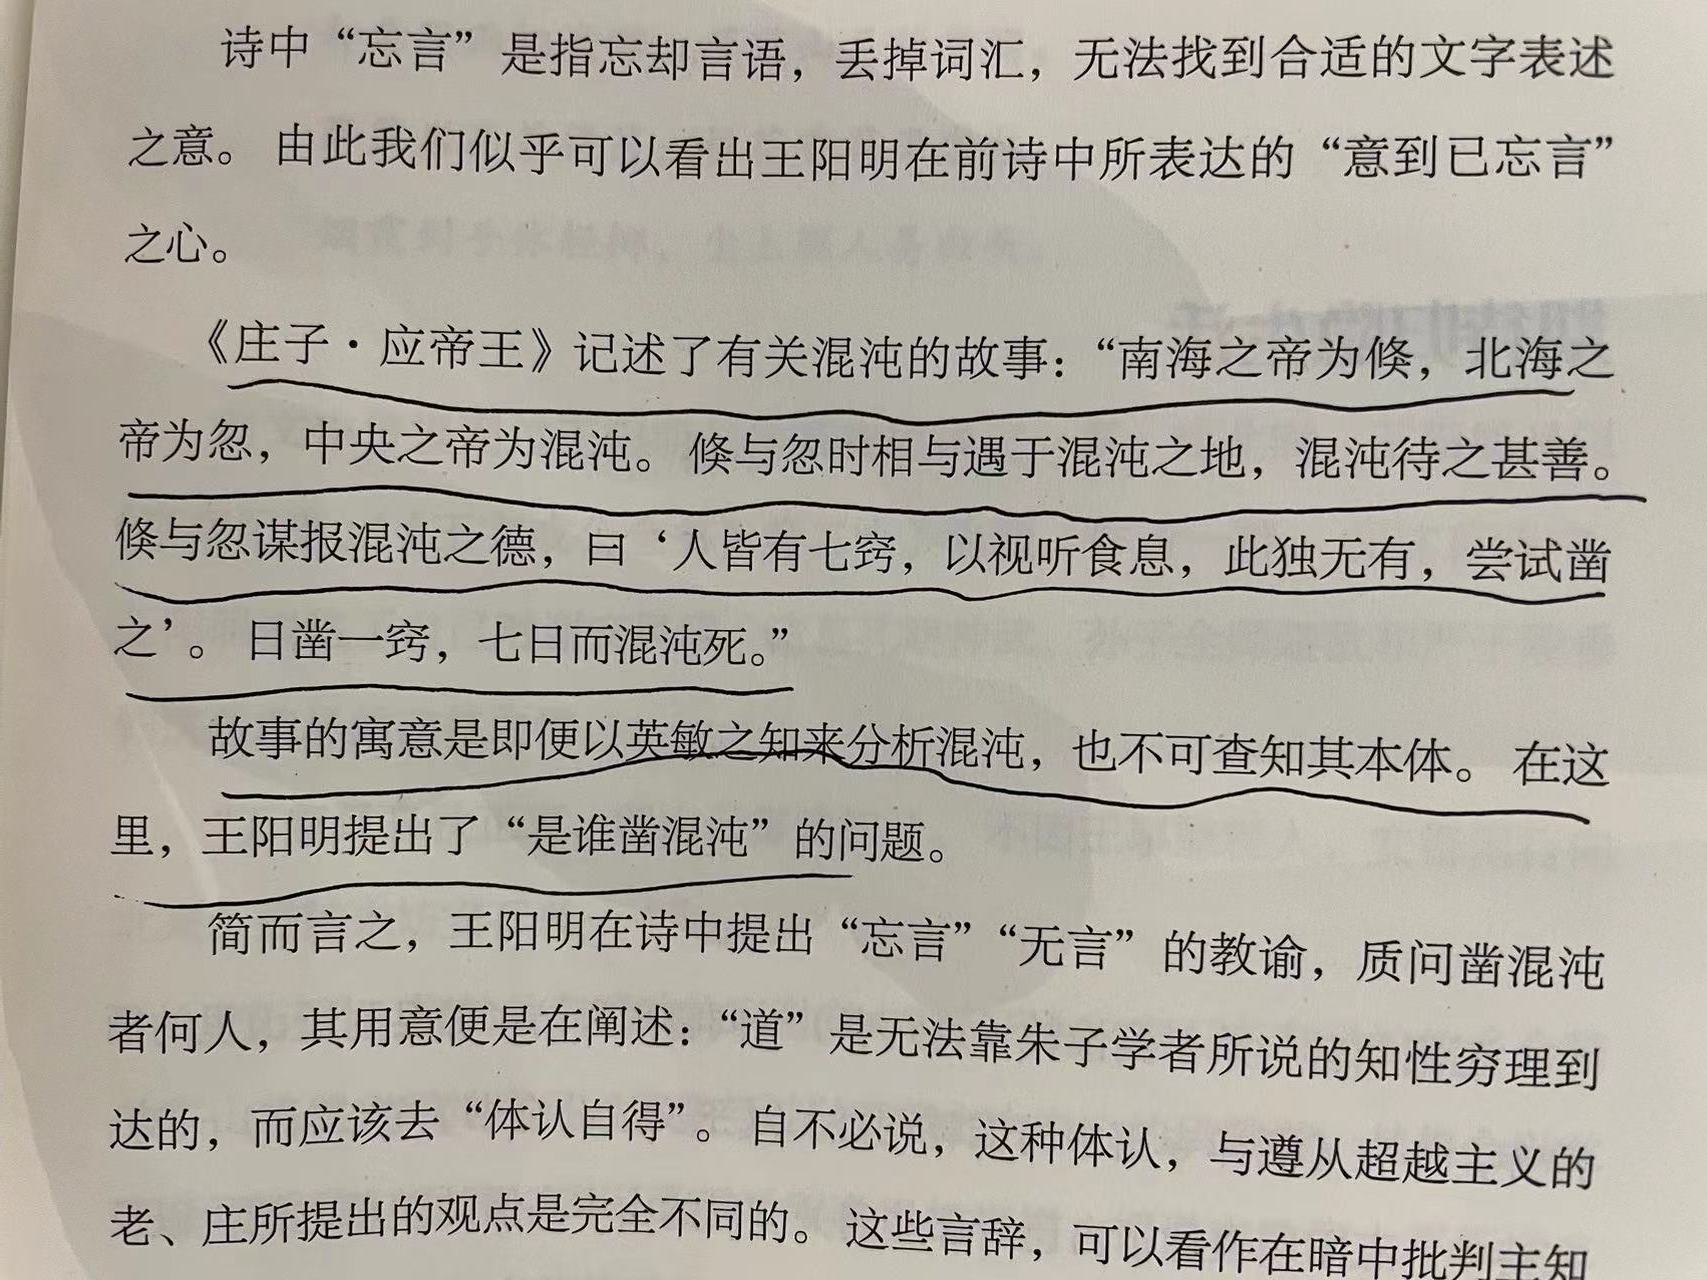 诗中“忘言”是指忘却言语，丢掉词汇，无法找到合适的文字表述
之意。由此我们似乎可以看出王阳明在前诗中所表达的“意到已忘言”
之心。
《庄子·应帝王》记述了有关混沌的故事：“南海之帝为倏，北海之
帝为忽，中央之帝为混沌。倏与忽时相与遇于混沌之地，混沌待之甚善。
倏与忽谋报混沌之德，曰‘人皆有七窍，以视听食息，此独无有，尝试凿
之’。日凿一窍，七日而混沌死。”
故事的寓意是即便以英敏之知来分析混沌，也不可查知其本体。在这
里，王阳明提出了“是谁凿混沌”的问题。
简而言之，王阳明在诗中提出“忘言”“无言”的教谕，质问凿混沌
者何人，其用意便是在阐述：“道”是无法靠朱子学者所说的知性穷理到
达的，而应该去“体认自得”。自不必说，这种体认，与遵从超越主义的
老、庄所提出的观点是完全不同的。这些言辞，可以看作在暗中批判主知